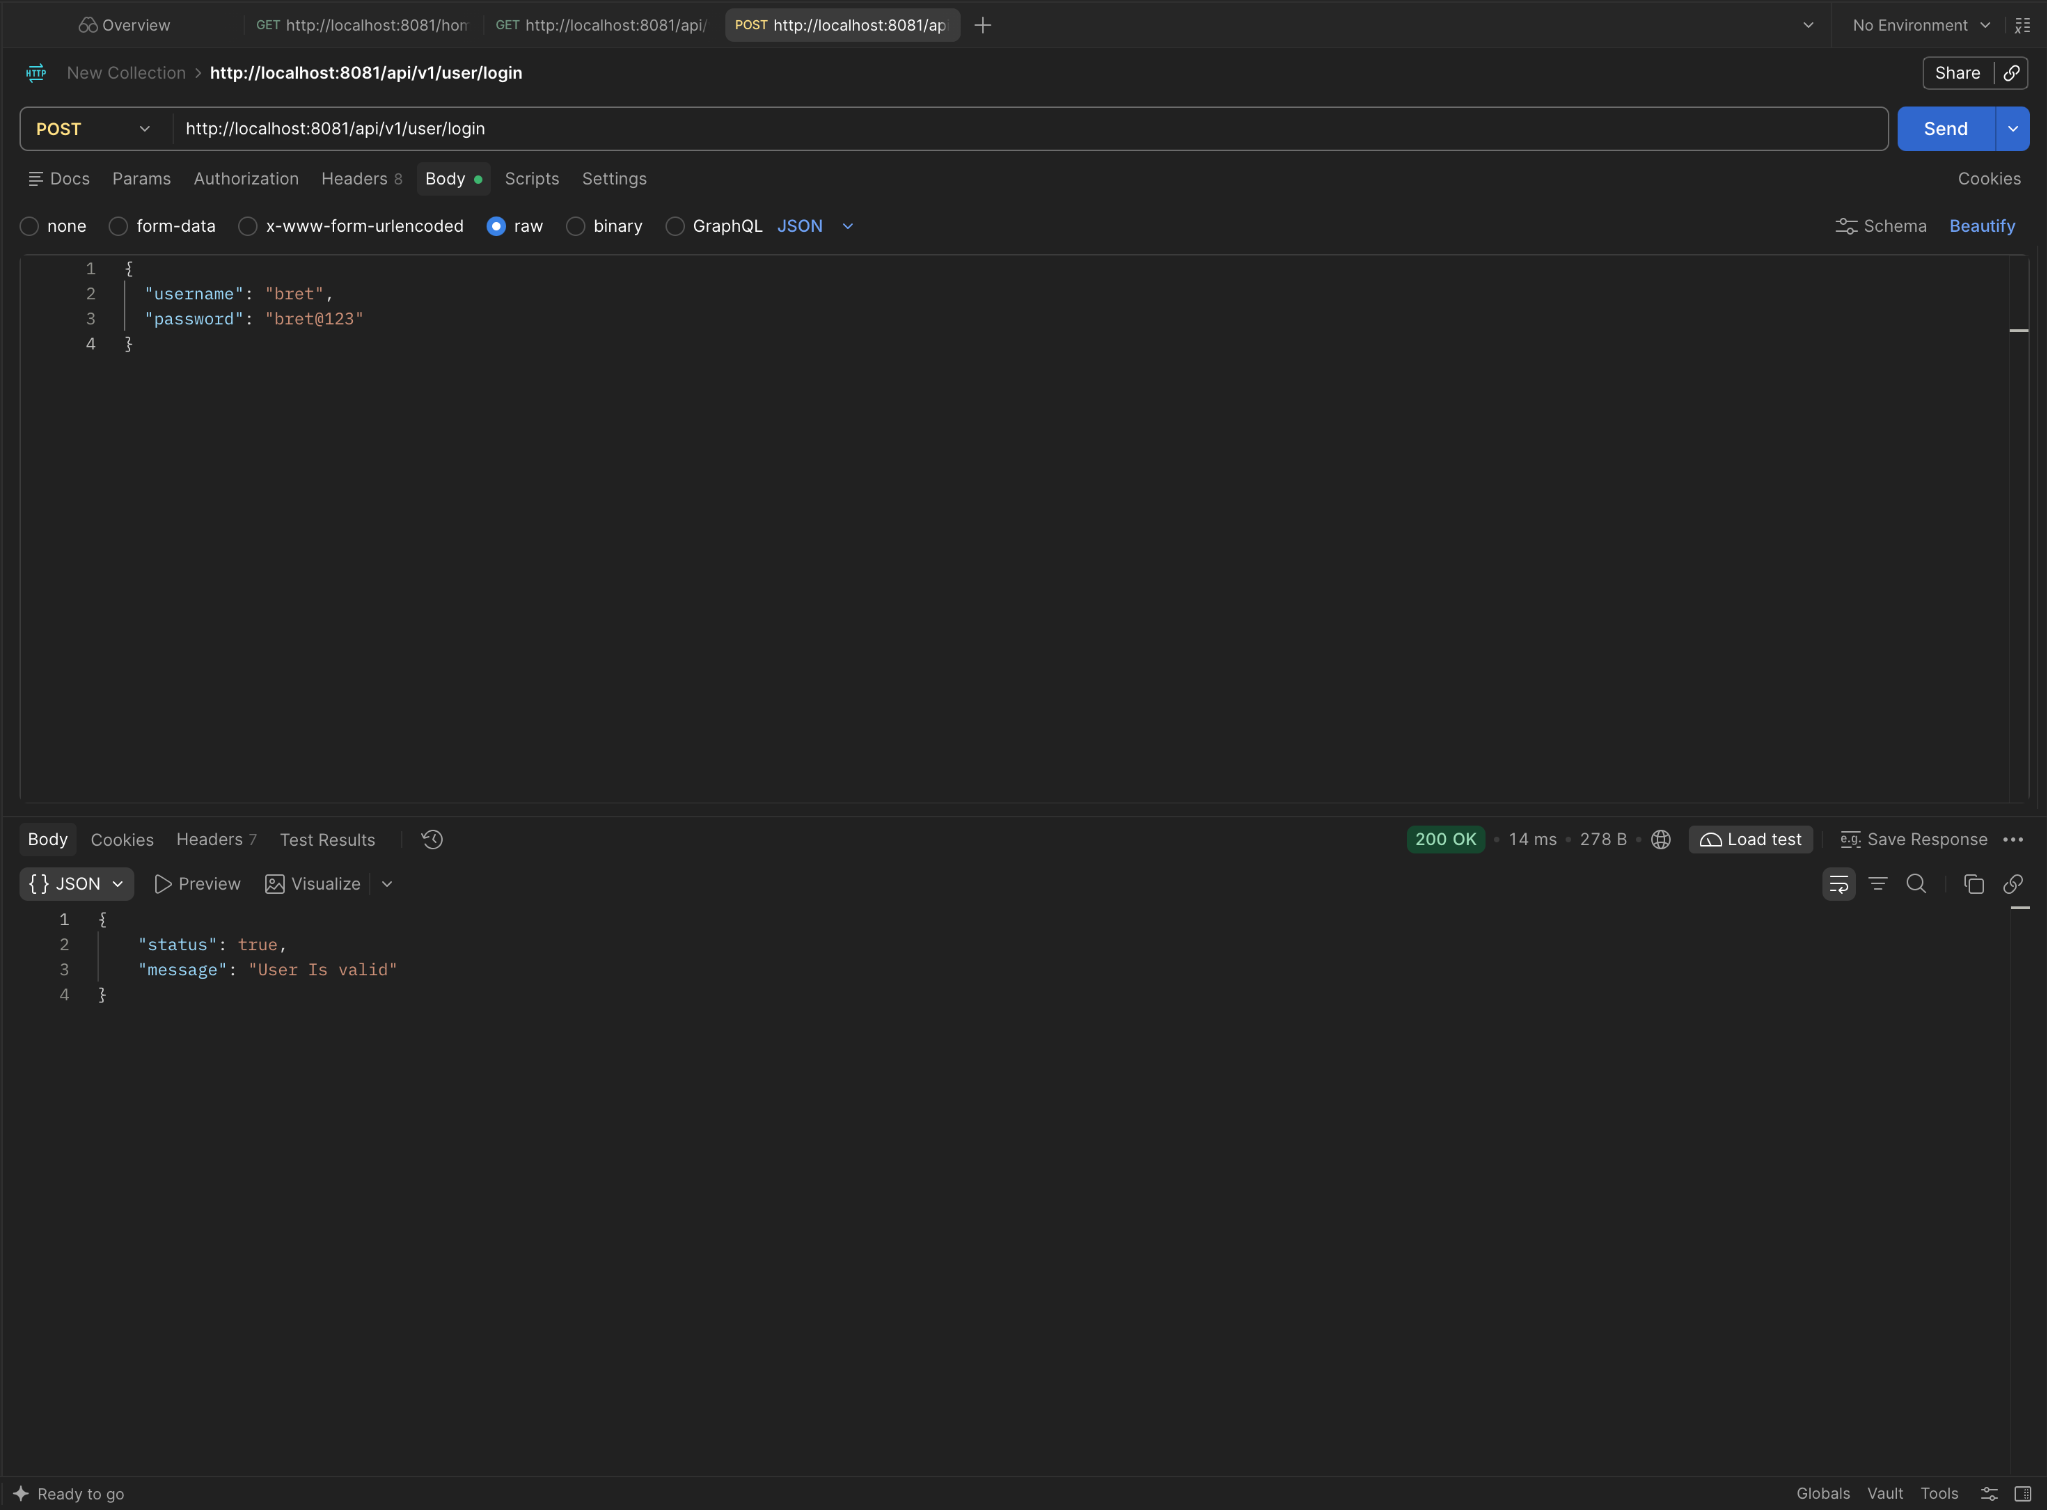 Overview
GET http://localhost:8081/hom
GET http://localhost:8081/api/
POST http://localhost:8081/ap
No Environment
HTTP New Collection > http://localhost:8081/api/v1/user/login
Share
POST http://localhost:8081/api/v1/user/login
Send
Docs Params Authorization Headers 8 Body Scripts Settings Cookies
none form-data x-www-form-urlencoded raw binary GraphQL JSON Schema Beautify
1 {
2 "username": "bret",
3 "password": "bret@123"
4 }
Body Cookies Headers 7 Test Results 200 OK • 14 ms • 278 B • Load test e.g. Save Response
{} JSON Preview Visualize
1 {
2 "status": true,
3 "message": "User Is valid"
4 }
Ready to go Globals Vault Tools